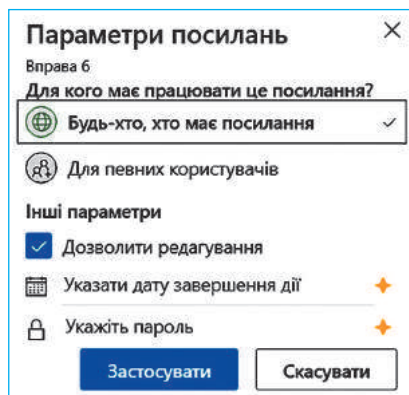 Параметри посилань
Вправа 6
Для кого має працювати це посилання?
Будь-хто, хто має посилання
Для певних користувачів
Інші параметри
Дозволити редагування
Указати дату завершення дії
Укажіть пароль
Застосувати Скасувати